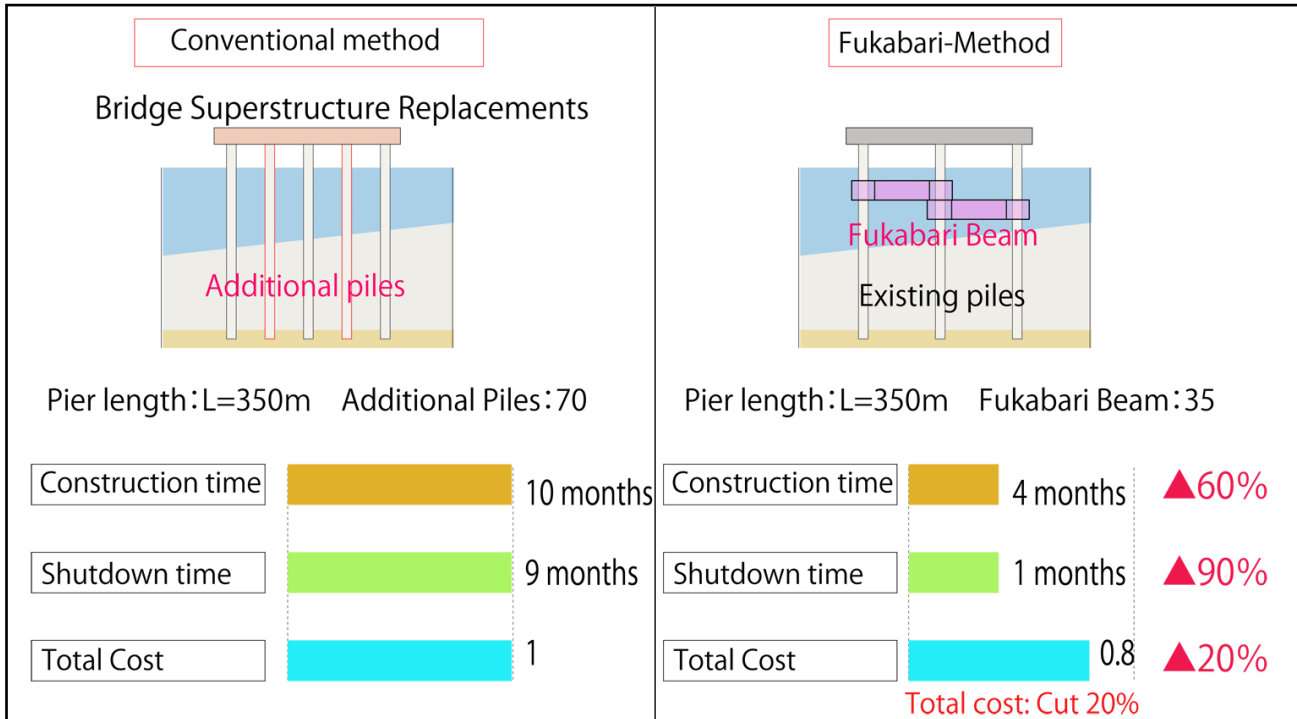 Conventional method
Bridge Superstructure Replacements
Additional piles
Pier length：L=350m Additional Piles：70
Construction time 10 months
Shutdown time 9 months
Total Cost 1
Fukabari-Method
Fukabari Beam
Existing piles
Pier length：L=350m Fukabari Beam：35
Construction time 4 months ▲60%
Shutdown time 1 months ▲90%
Total Cost 0.8 ▲20%
Total cost: Cut 20%